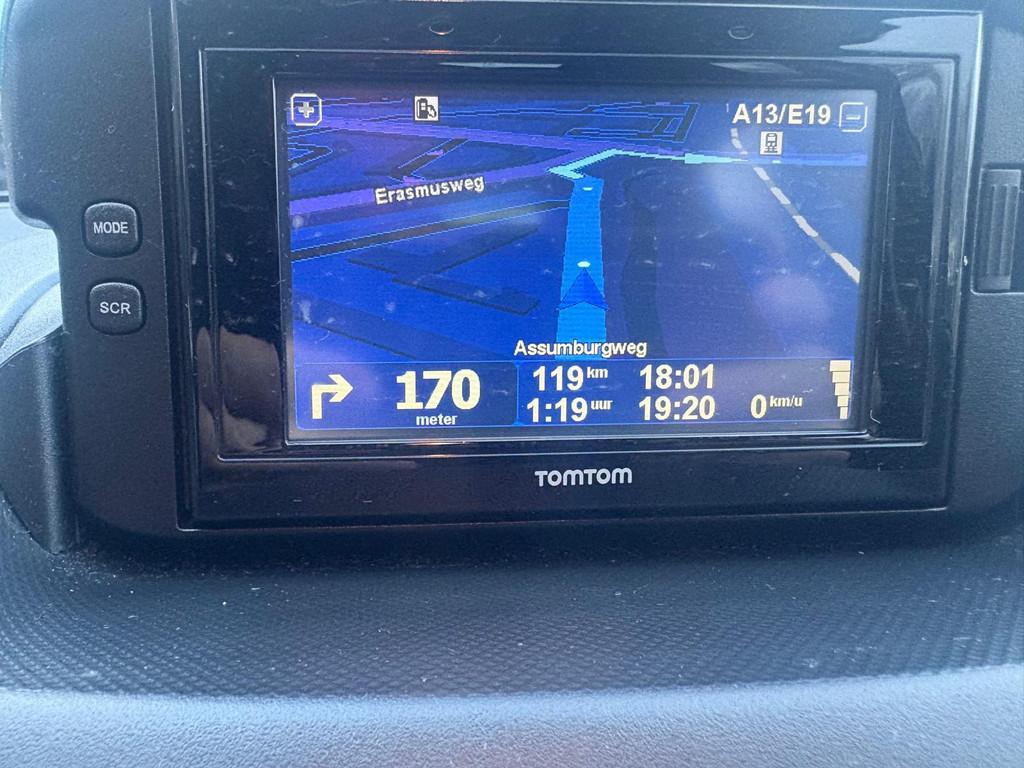 A13/E19
Erasmusweg
MODE
SCR
Assumburgweg
170
meter
119 km 18:01
1:19 uur 19:20 0 km/u
TOMTOM